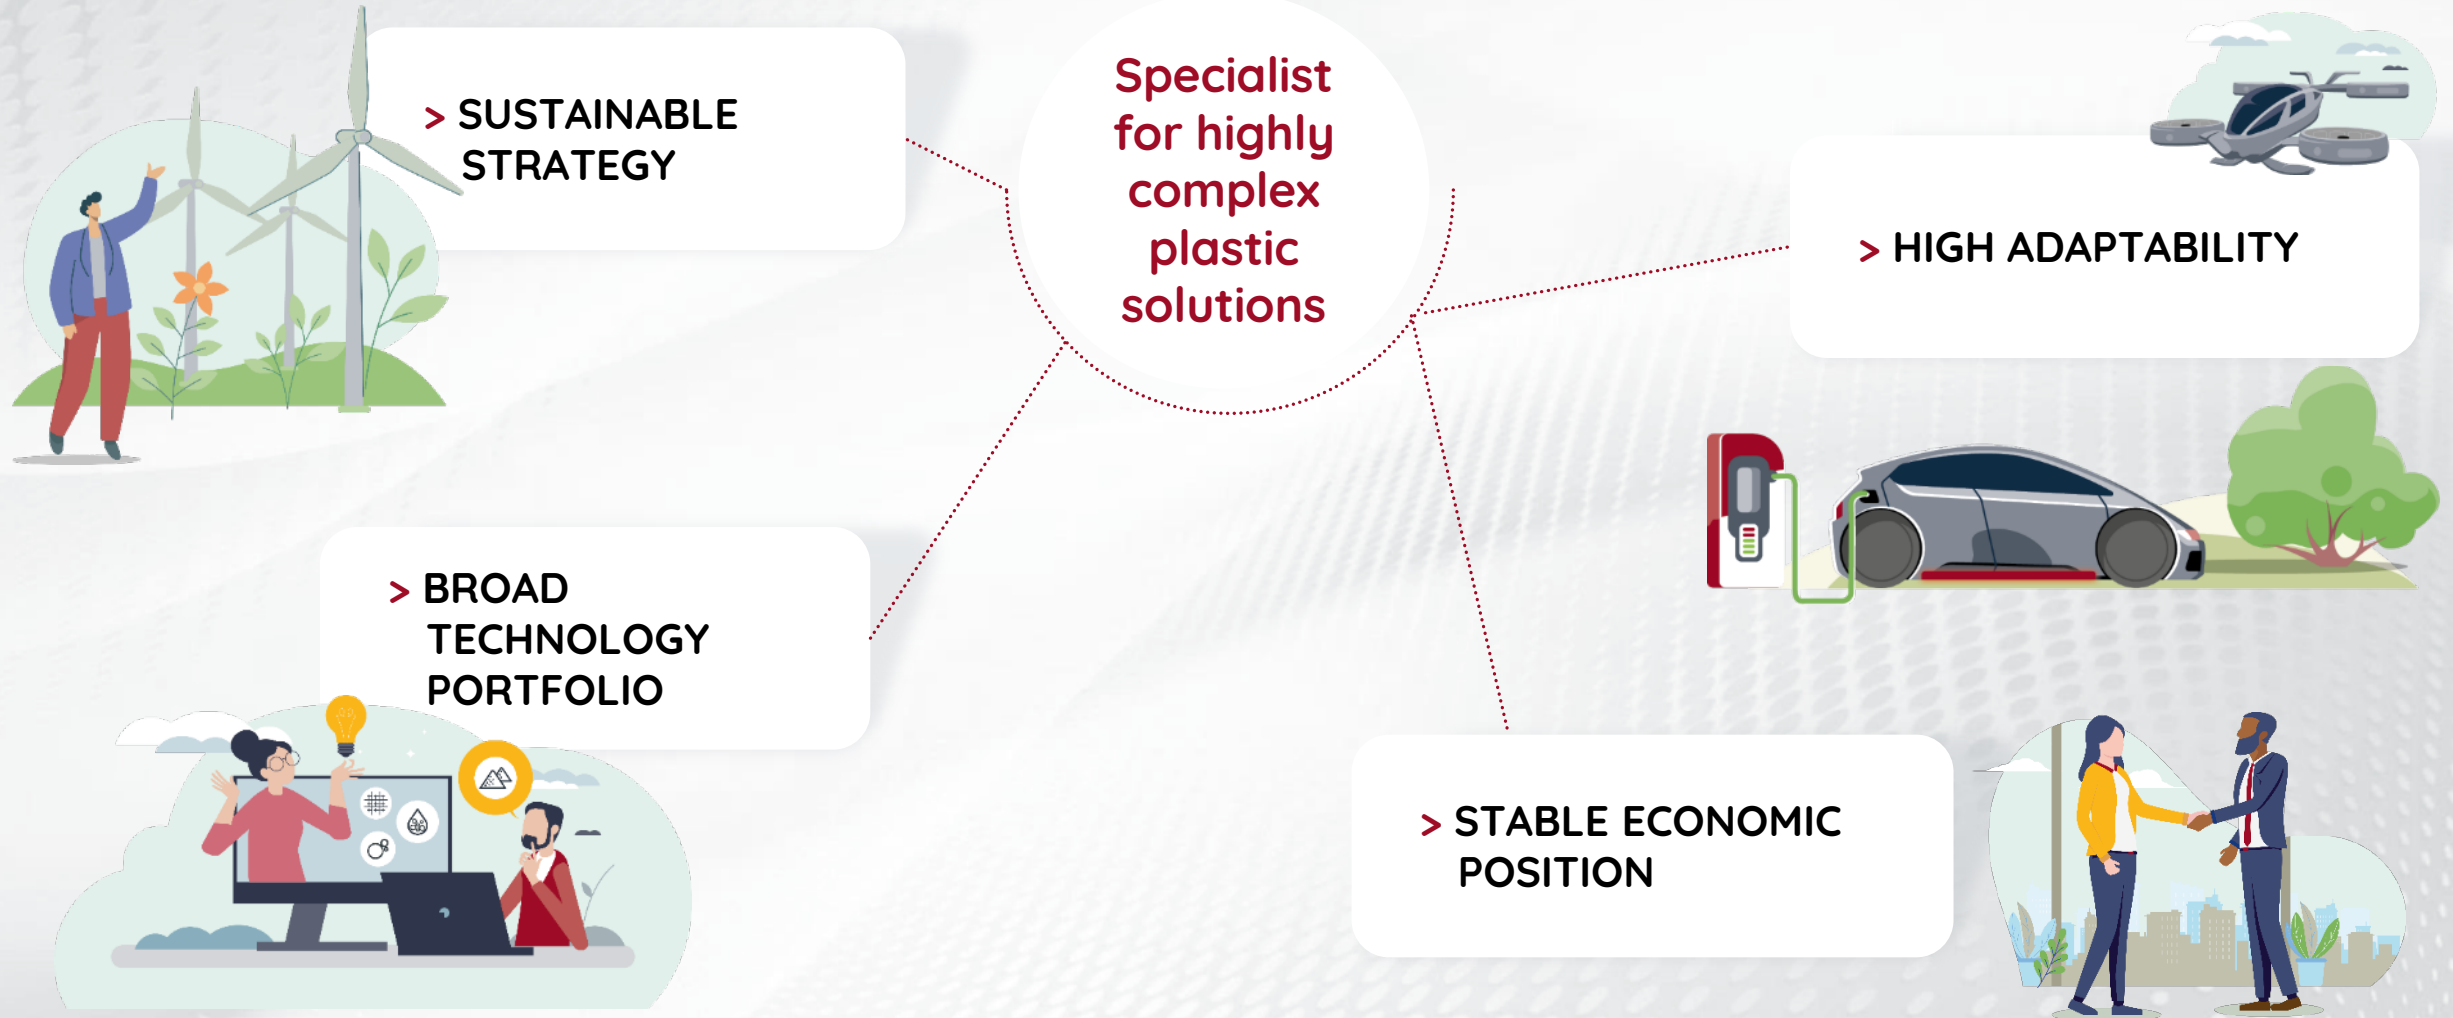 Specialist
for highly
complex
plastic
solutions
> SUSTAINABLE
STRATEGY
> HIGH ADAPTABILITY
> BROAD
TECHNOLOGY
PORTFOLIO
> STABLE ECONOMIC
POSITION